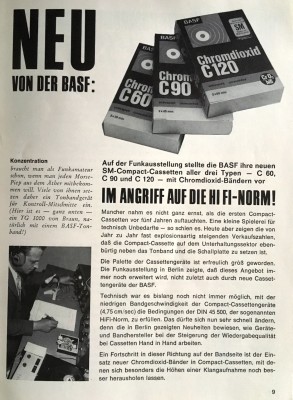 NEU
VON DER BASF:
BASF
Chromdioxid
C 120
SM
BASF
Chromdioxid
C90
Chromdioxid
C60
Konzentration
braucht man als Funkamateur
oben, wenn man jeden Morse-
Piep aus dem Äther mitbekom-
men will. Viele von ihnen set-
zen daher ein Tonbandgerät
für Kontroll-Mitschnitte ein.
(Hier ist es — ganz unten —
ein TG 1000 von Braun, na-
türlich mit einem BASF-Ton-
band!)
Auf der Funkausstellung stellte die BASF ihre neuen
SM-Compact-Cassetten aller drei Typen — C 60,
C 90 und C 120 — mit Chromdioxid-Bändern vor
IM ANGRIFF AUF DIE HI FI-NORM!
Mancher nahm es nicht ganz ernst, als die ersten Compact-
Cassetten vor fünf Jahren auftauchten. Eine kleine Spielerei für
technisch Unbedarfte — so schien es. Heute aber zeigen die von
Jahr zu Jahr fast explosionsartig steigenden Verkaufszahlen,
daß die Compact-Cassette auf dem Unterhaltungssektor eben-
bürtig neben das Tonband und die Schallplatte zu setzen ist.
Die Palette der Cassettengeräte ist erfreulich groß geworden.
Die Funkausstellung in Berlin zeigte, daß dieses Angebot im-
mer noch erweitert wird, nicht zuletzt auch durch neue Casset-
tengeräte der BASF.
Technisch war es bislang noch nicht immer möglich, mit der
niedrigen Bandgeschwindigkeit der Compact-Cassettengeräte
(4,75 cm/sec) die Bedingungen der DIN 45 500, der sogenannten
HiFi-Norm, zu erfüllen. Das dürfte sich nun sehr schnell ändern,
denn die in Berlin gezeigten Neuheiten bewiesen, wie Geräte-
und Bandhersteller bei der Steigerung der Wiedergabequalität
bei Cassetten Hand in Hand arbeiten.
Ein Fortschritt in dieser Richtung auf der Bandseite ist der Ein-
satz neuer Chromdioxid-Bänder in Compact-Cassetten, mit de-
nen sich besonders die Höhen einer Klangaufnahme noch bes-
ser herausholen lassen.
9